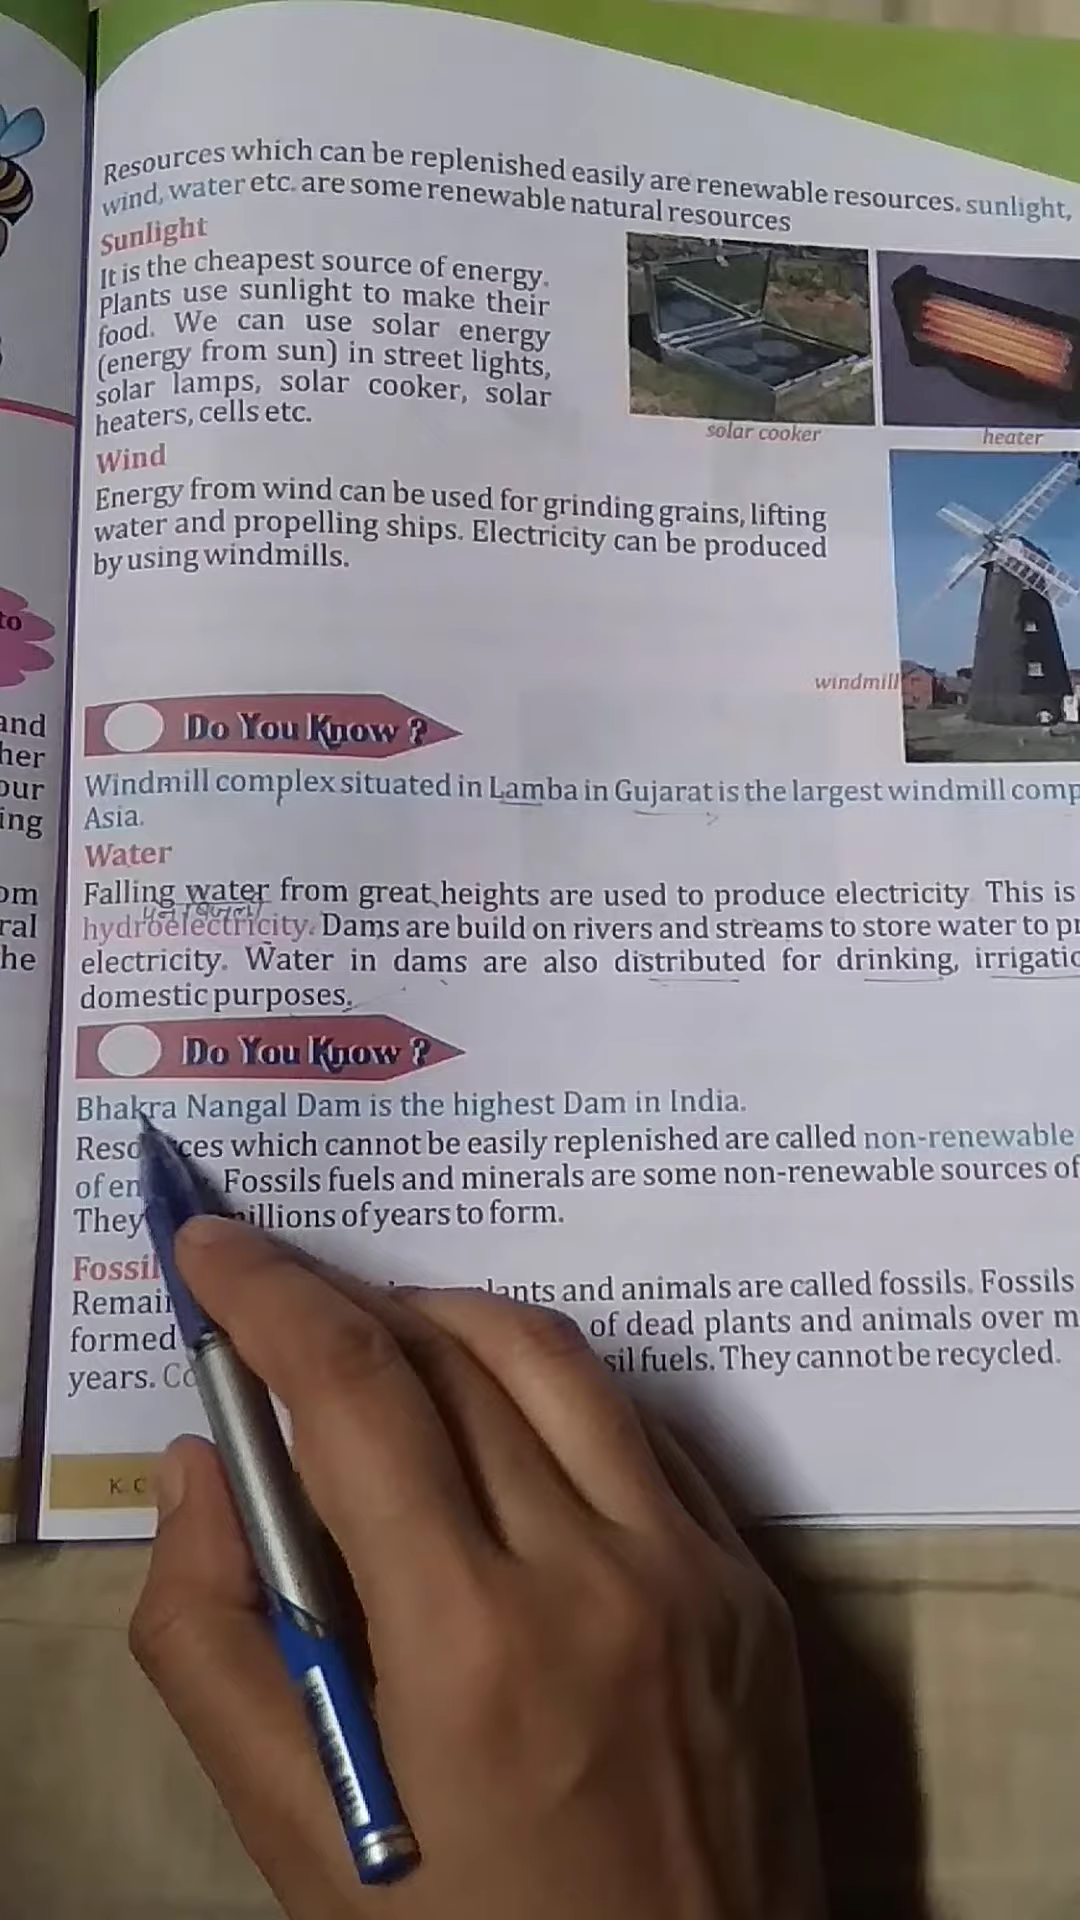 Resources which can be replenished easily are renewable resources. sunlight,
wind, water etc. are some renewable natural resources
Sunlight
It is the cheapest source of energy.
Plants use sunlight to make their
food. We can use solar energy
(energy from sun) in street lights,
solar lamps, solar cooker, solar
heaters, cells etc.
solar cooker
heater
Wind
Energy from wind can be used for grinding grains, lifting
water and propelling ships. Electricity can be produced
by using windmills.
windmill
to
and
her
our
ing
om
ral
he
Do You Know ?
Windmill complex situated in Lamba in Gujarat is the largest windmill comp
Asia.
Water
Falling water from great heights are used to produce electricity This is
hydroelectricity. Dams are build on rivers and streams to store water to pr
electricity. Water in dams are also distributed for drinking, irrigatio
domestic purposes.
Do You Know ?
Bhakra Nangal Dam is the highest Dam in India.
which cannot be easily replenished are called non-renewable
of Fossils fuels and minerals are some non-renewable sources of
They millions of years to form.
Fossil
Remai plants and animals are called fossils. Fossils
formed of dead plants and animals over m
years. Co sil fuels. They cannot be recycled.
K. C